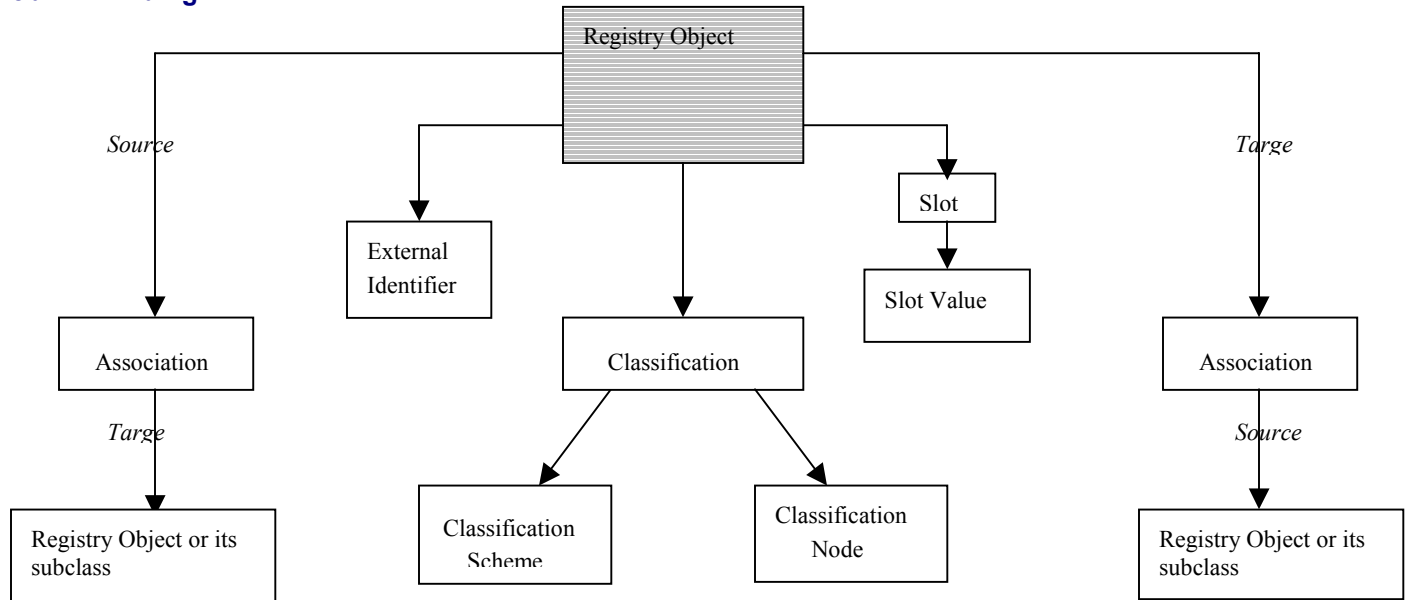 Registry Object
Source
Targe
External
Identifier
Slot
Slot Value
Association
Classification
Association
Targe
Source
Registry Object or its
subclass
Classification
Scheme
Classification
Node
Registry Object or its
subclass